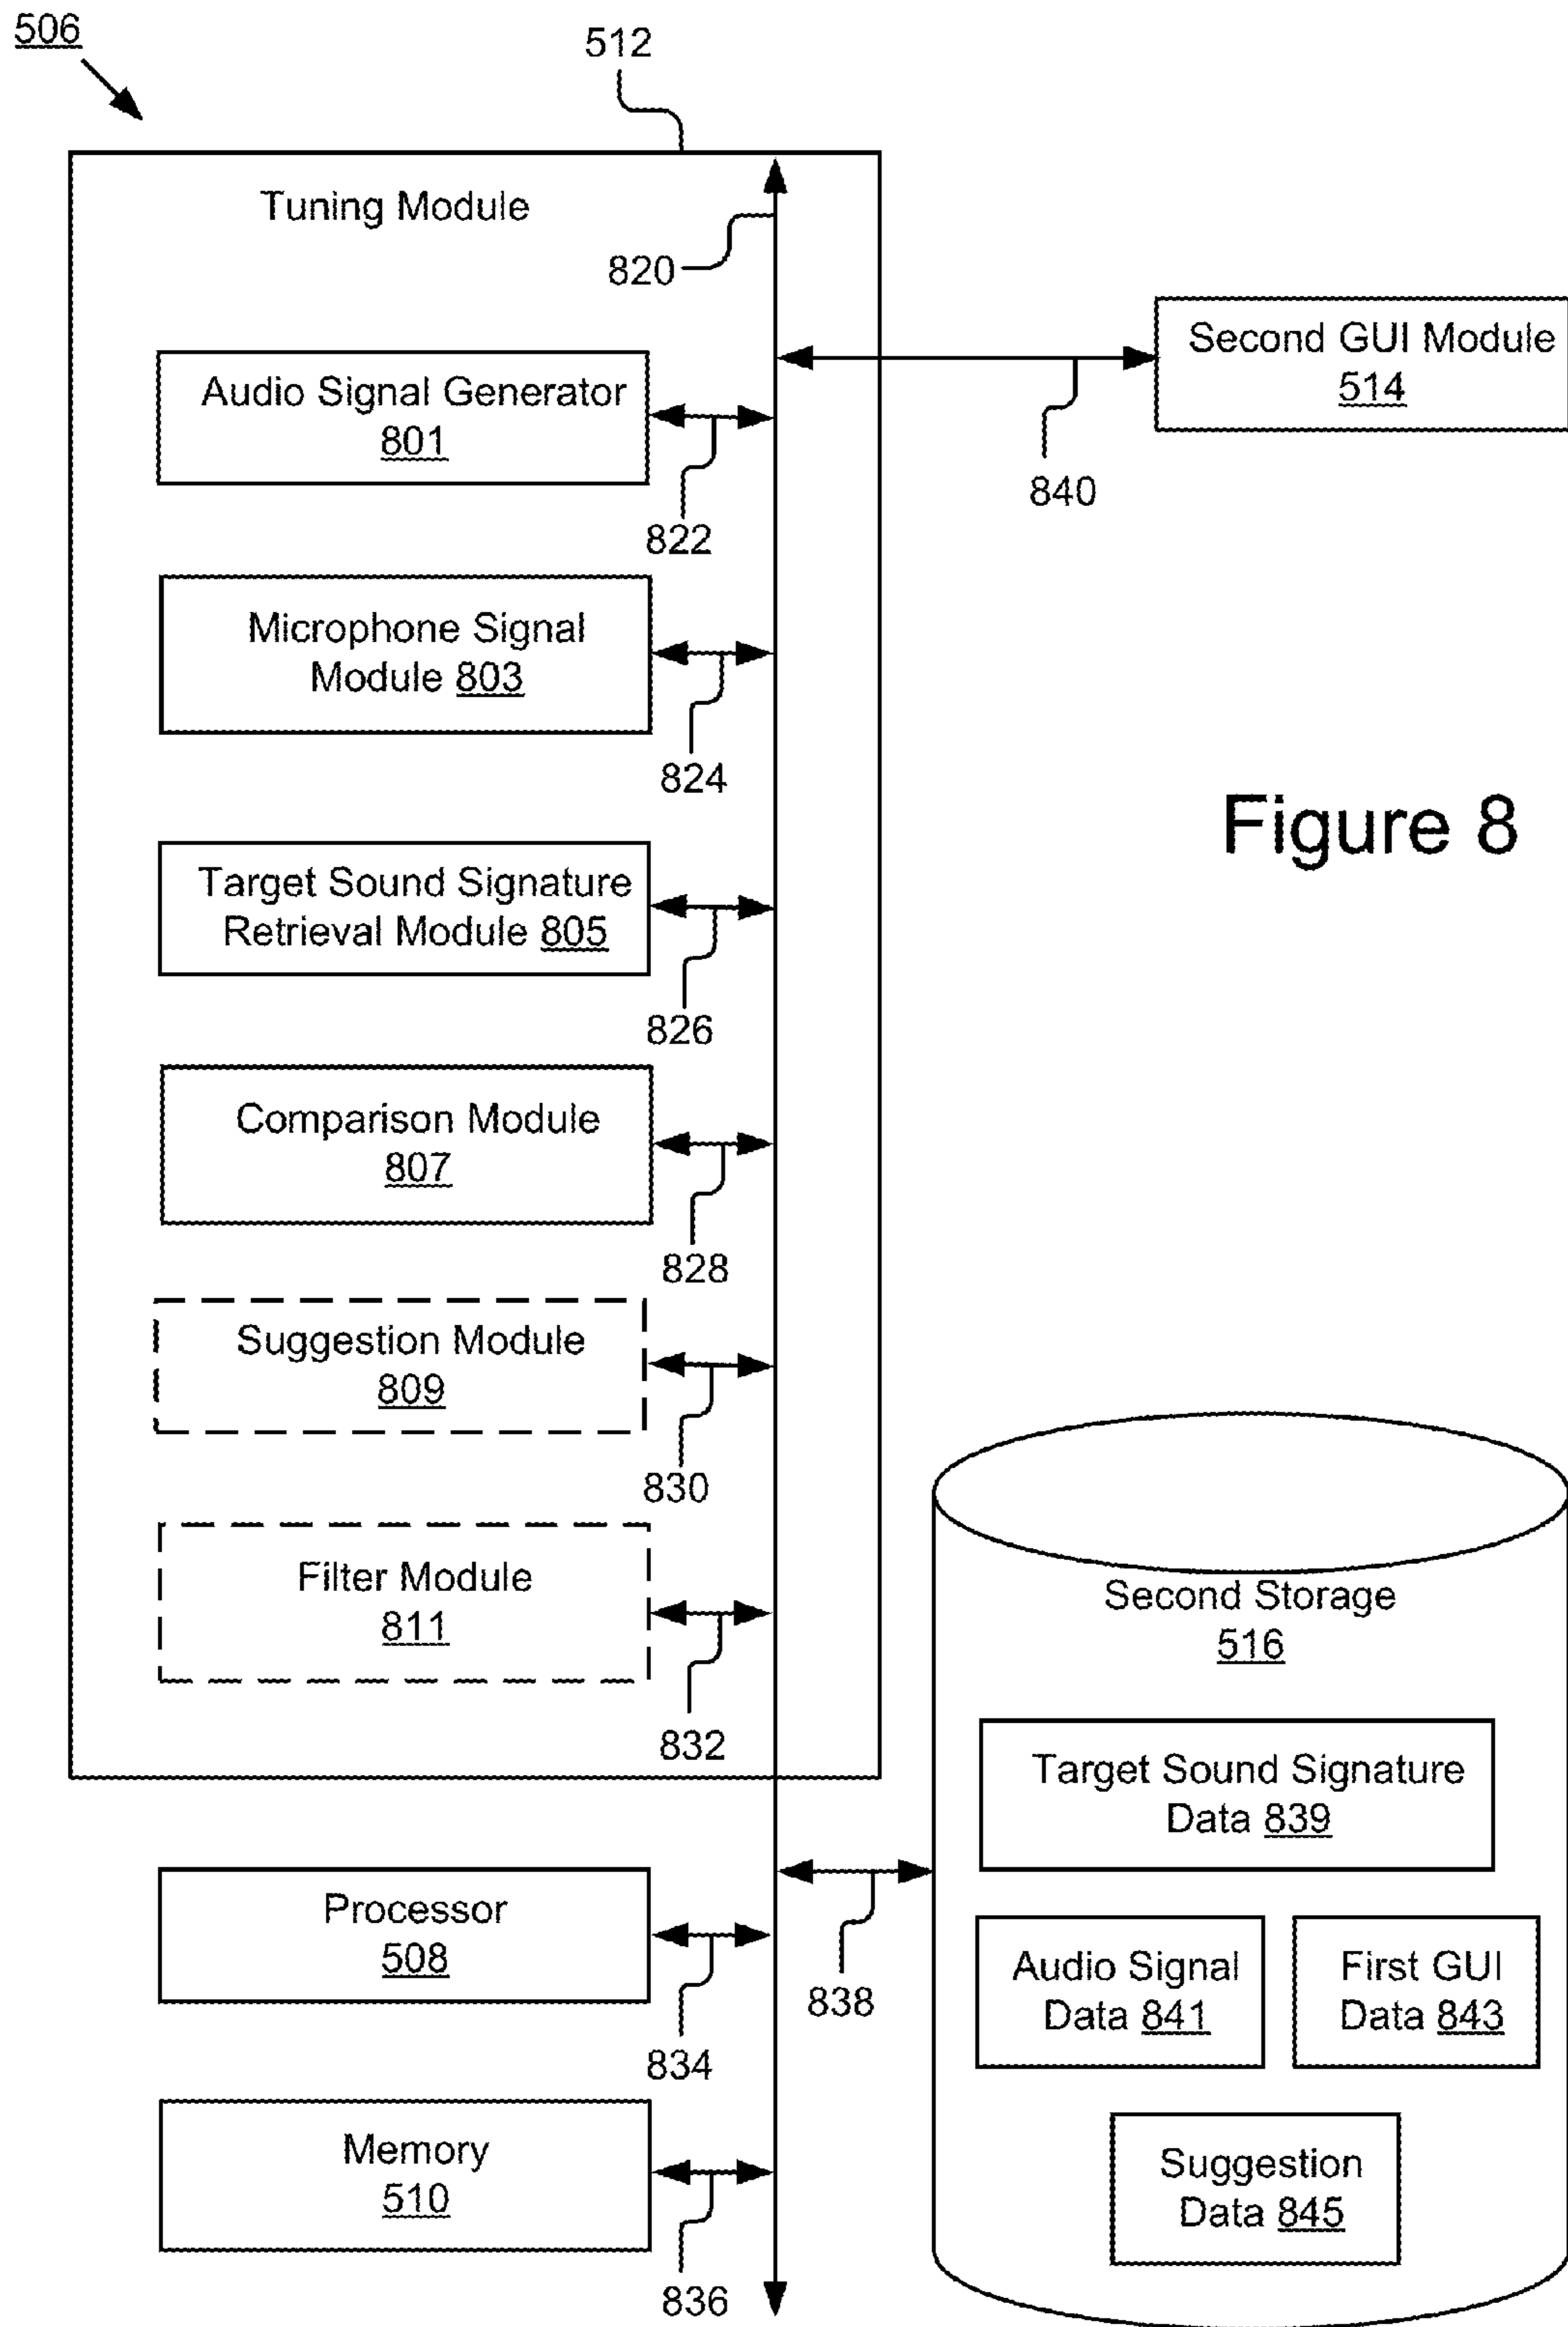 506
512
Tuning Module
820
Second GUI Module
514
840
Audio Signal Generator
801
822
Microphone Signal
Module 803
824
Figure 8
Target Sound Signature
Retrieval Module 805
826
Comparison Module
807
828
Suggestion Module
809
830
Filter Module
811
832
Second Storage
516
Target Sound Signature
Data 839
Processor
508
834
838
Audio Signal
Data 841
First GUI
Data 843
Memory
510
836
Suggestion
Data 845